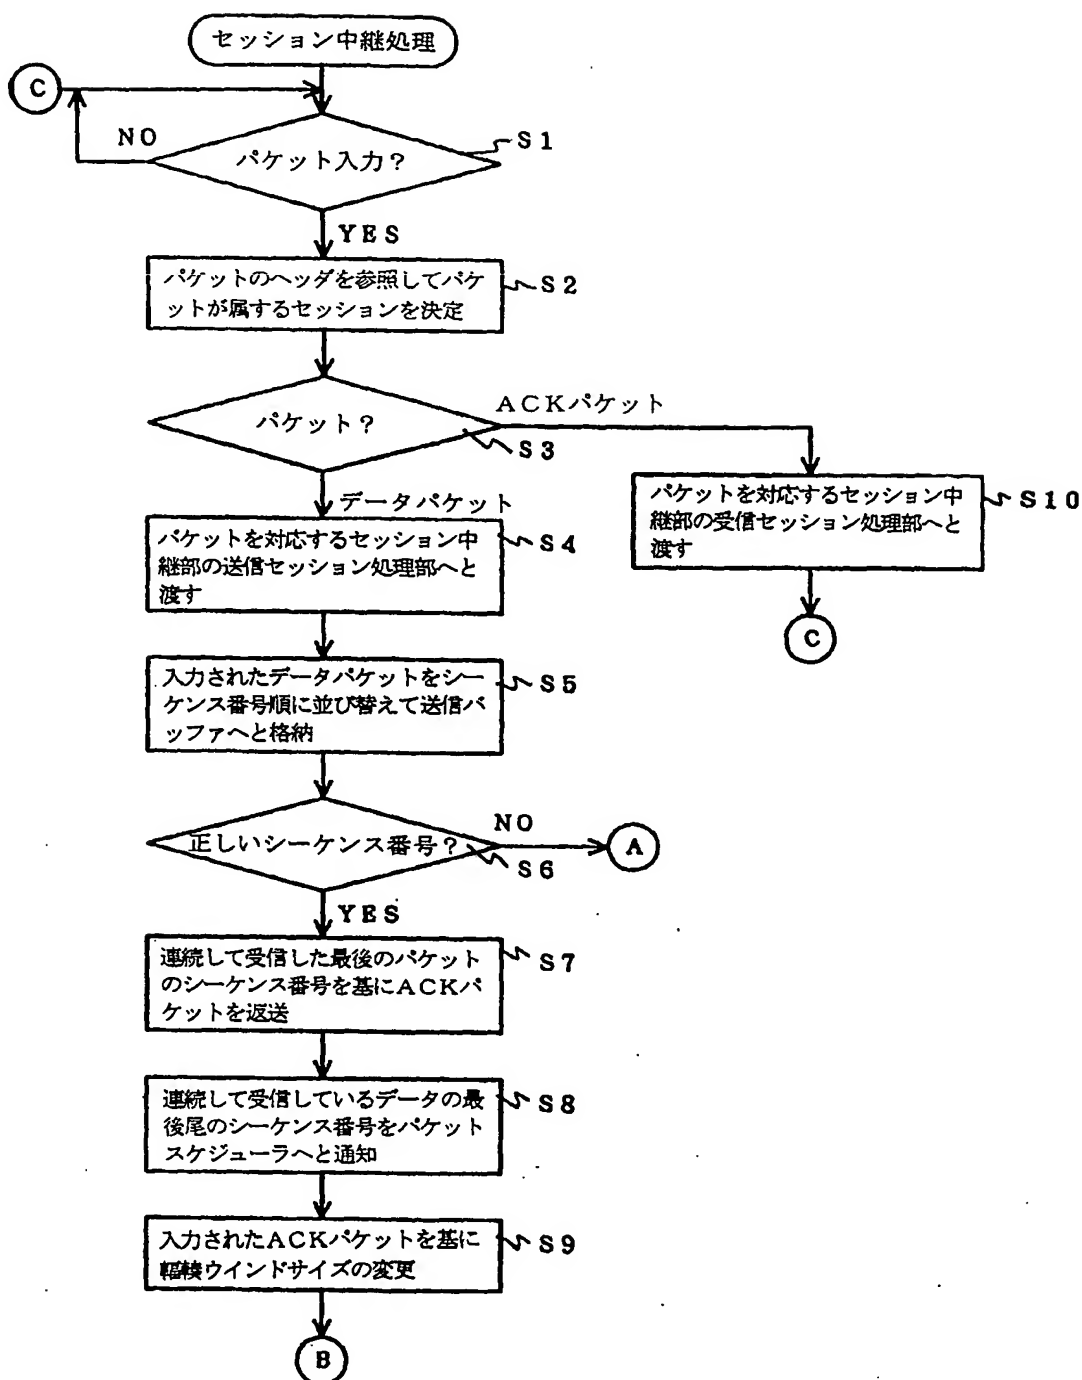 セッション中継処理
C
NO
パケット入力?
S1
YES
パケットのヘッダを参照してパケ
ットが属するセッションを決定
S2
パケット?
ACKパケット
S3
データパケット
パケットを対応するセッション中
継部の送信セッション処理部へと
渡す
S4
パケットを対応するセッション中
継部の受信セッション処理部へと
渡す
S10
C
入力されたデータパケットをシー
ケンス番号順に並び替えて送信バ
ッファへと格納
S5
正しいシーケンス番号?
NO
A
S6
YES
連続して受信した最後のパケット
のシーケンス番号を基にACKパ
ケットを返送
S7
連続して受信しているデータの最
後尾のシーケンス番号をパケット
スケジューラへと通知
S8
入力されたACKパケットを基に
輻輳ウインドサイズの変更
S9
B